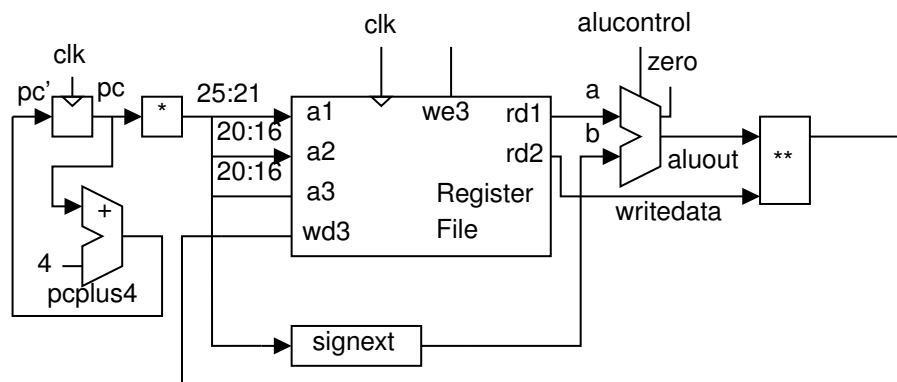 clk
alucontrol
clk
zero
pc'
pc
*
25:21
a1
we3
rd1
a
20:16
a2
rd2
b
aluout
**
20:16
a3
Register
writedata
wd3
File
+
4
pcplus4
signext